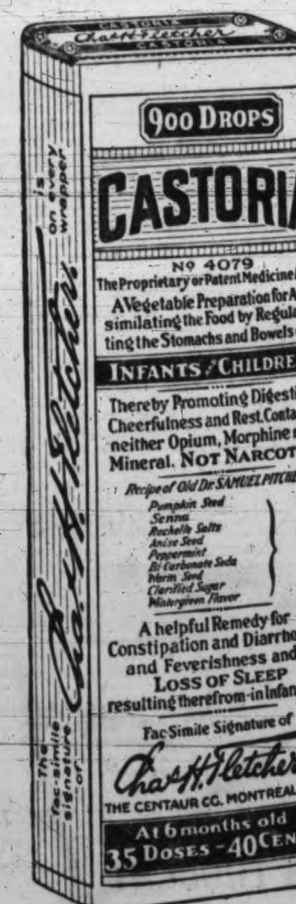 CASTORIA
Chas H Fletcher
CASTORIA
900 DROPS
CASTORIA
Nº 4079
The Proprietary or Patent Medicine
A Vegetable Preparation for A
similating the Food by Regula
ting the Stomachs and Bowels
INFANTS & CHILDRE
Thereby Promoting Digesti
Cheerfulness and Rest. Conta
neither Opium, Morphine n
Mineral. NOT NARCOT
Recipe of Old Dr SAMUEL PITCHE
Pumpkin Seed
Senna
Rochelle Salts
Anise Seed
Peppermint
Bi Carbonate Soda
Worm Seed
Clarified Sugar
Wintergreen Flavor
A helpful Remedy for
Constipation and Diarrho
and Feverishness and
LOSS OF SLEEP
resulting therefrom-in Infan
Fac-Simile Signature of
Chas H. Fletcher
THE CENTAUR CO. MONTREAL
At 6 months old
35 DOSES - 40 CEN
The
fac-simile
signature
of
Chas H. Fletcher.
is
on every
wrapper